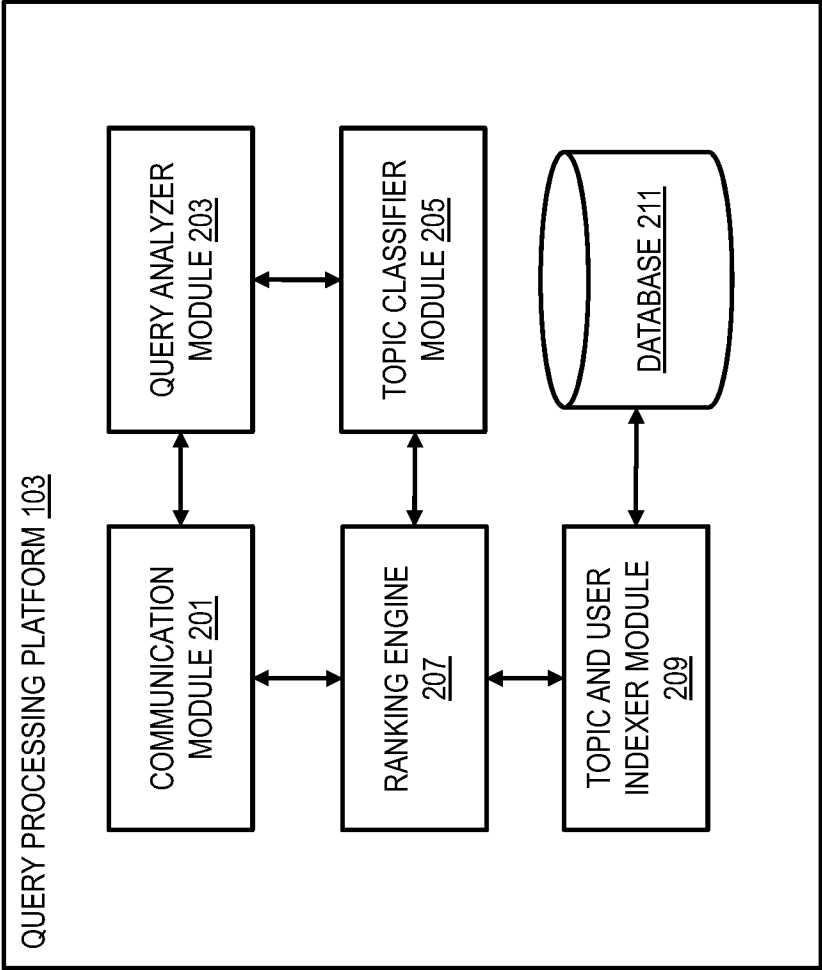 QUERY PROCESSING PLATFORM 103
COMMUNICATION
MODULE 201
QUERY ANALYZER
MODULE 203
RANKING ENGINE
207
TOPIC CLASSIFIER
MODULE 205
TOPIC AND USER
INDEXER MODULE
209
DATABASE 211